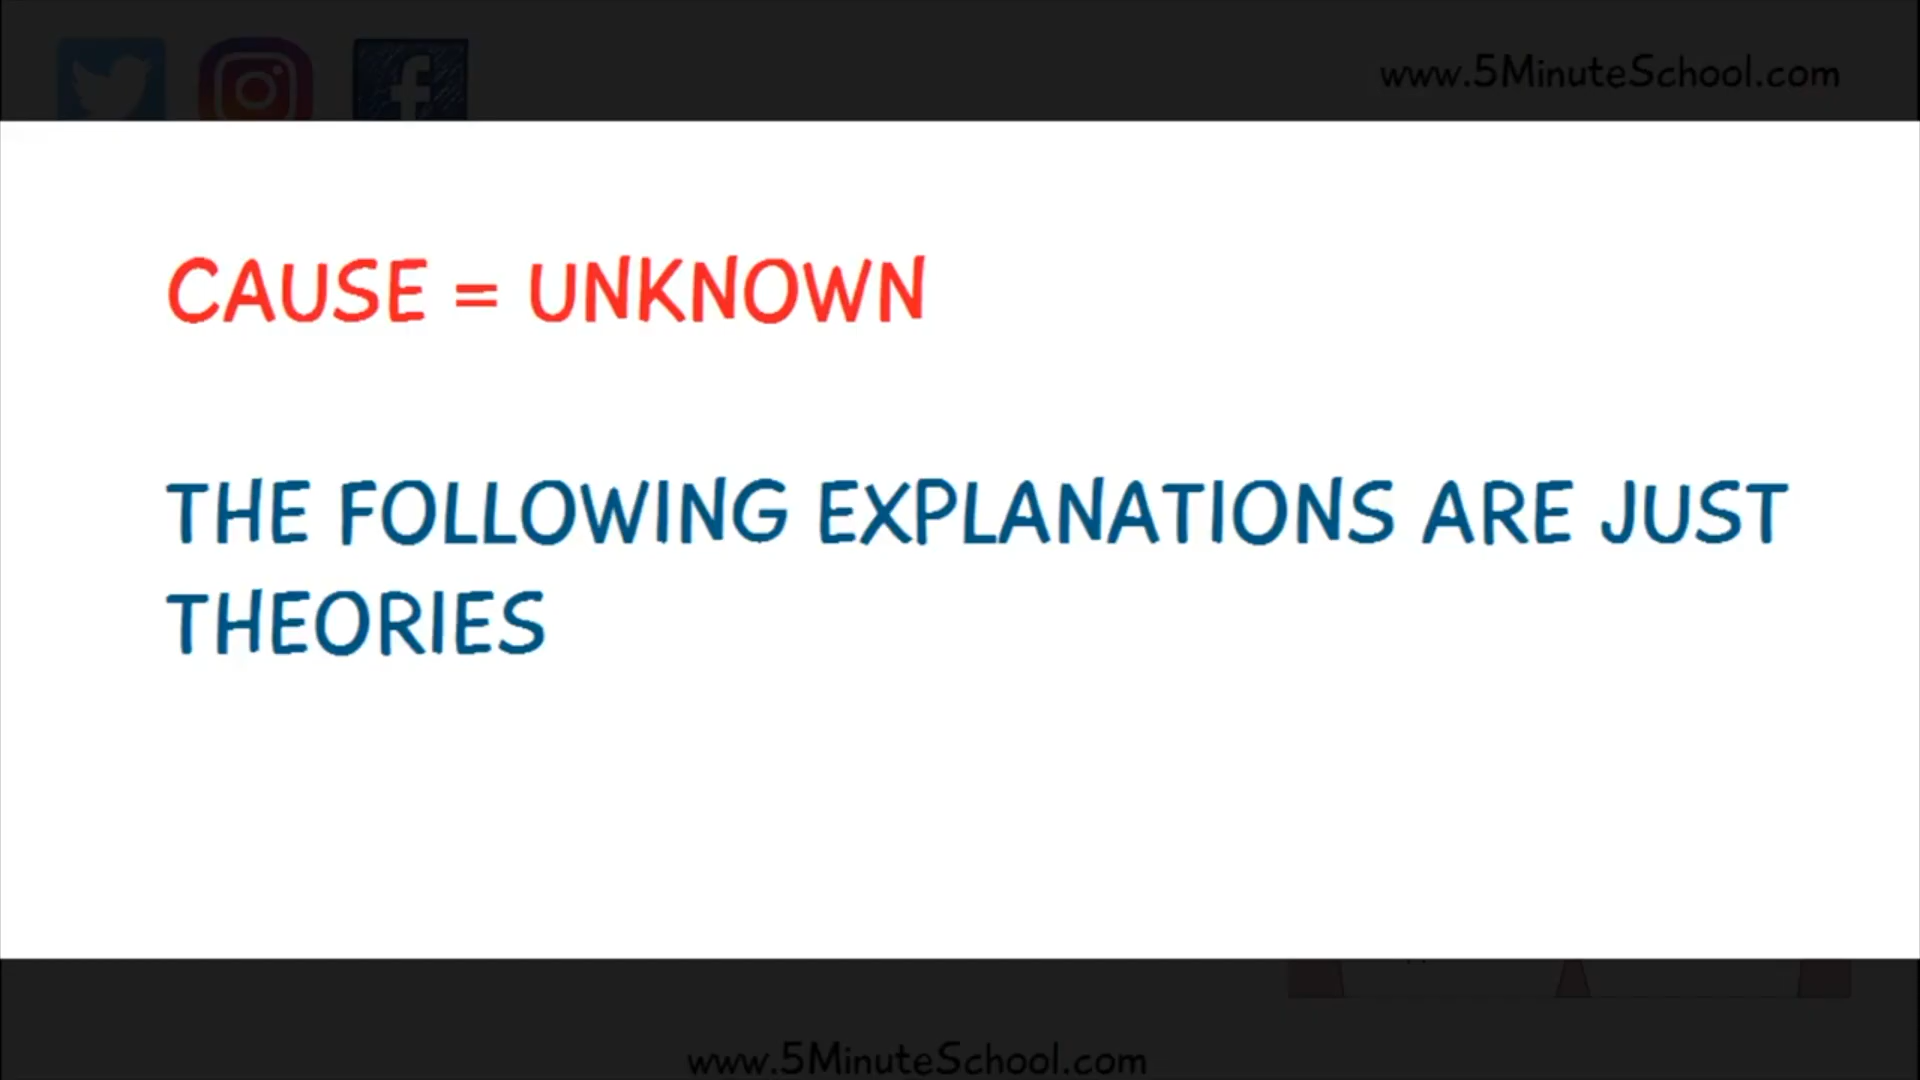 www.5MinuteSchool.com
CAUSE = UNKNOWN
THE FOLLOWING EXPLANATIONS ARE JUST
THEORIES
www.5MinuteSchool.com